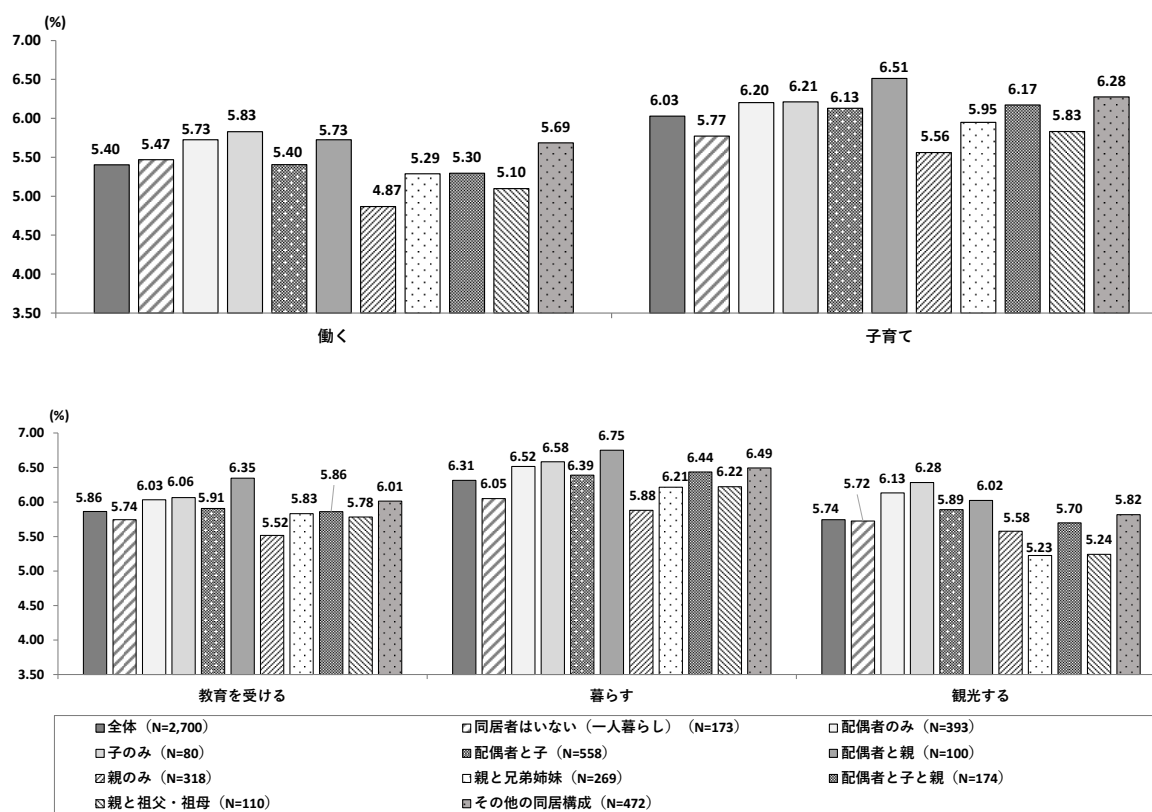 (%)
7.00
6.50
6.00
5.50
5.00
4.50
4.00
3.50
5.40 5.47 5.73 5.83 5.40 5.73 4.87 5.29 5.30 5.10 5.69
6.03 5.77 6.20 6.21 6.13 6.51 5.56 5.95 6.17 5.83 6.28
働く 子育て
(%)
7.00
6.50
6.00
5.50
5.00
4.50
4.00
3.50
5.86 5.74 6.03 6.06 5.91 6.35 5.52 5.83 5.86 5.78 6.01
6.31 6.05 6.52 6.58 6.39 6.75 5.88 6.21 6.44 6.22 6.49
5.74 5.72 6.13 6.28 5.89 6.02 5.58 5.23 5.70 5.24 5.82
教育を受ける 暮らす 観光する
全体（N=2,700） 同居者はいない（一人暮らし）（N=173） 配偶者のみ（N=393）
子のみ（N=80） 配偶者と子（N=558） 配偶者と親（N=100）
親のみ（N=318） 親と兄弟姉妹（N=269） 配偶者と子と親（N=174）
親と祖父・祖母（N=110） その他の同居構成（N=472）